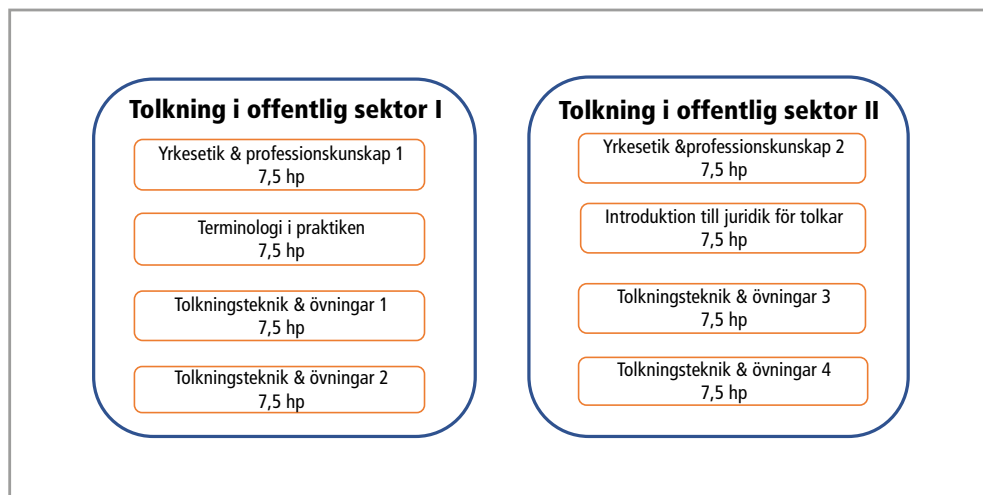 Tolkning i offentlig sektor I
Yrkesetik & professionskunskap 1
7,5 hp
Terminologi i praktiken
7,5 hp
Tolkningsteknik & övningar 1
7,5 hp
Tolkningsteknik & övningar 2
7,5 hp
Tolkning i offentlig sektor II
Yrkesetik &professionskunskap 2
7,5 hp
Introduktion till juridik för tolkar
7,5 hp
Tolkningsteknik & övningar 3
7,5 hp
Tolkningsteknik & övningar 4
7,5 hp